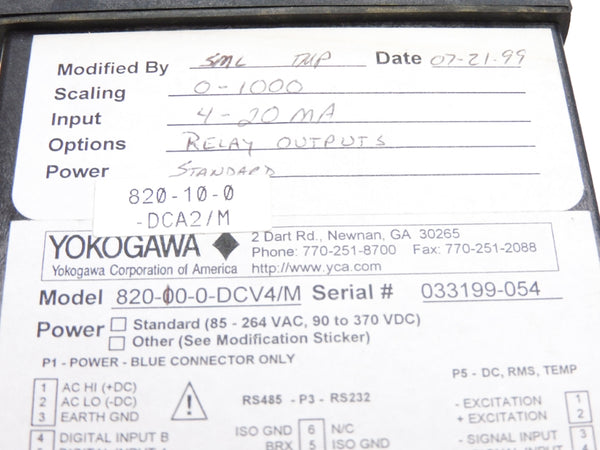 Modified By SML TMP Date 07-21-99
Scaling 0-1000
Input 4-20 MA
Options RELAY OUTPUTS
Power STANDARD
820-10-0
-DCA2/M
YOKOGAWA
Yokogawa Corporation of America
2 Dart Rd., Newnan, GA 30265
Phone: 770-251-8700 Fax: 770-251-2088
http://www.yca.com
Model 820-10-0-DCV4/M Serial # 033199-054
Power Standard (85 - 264 VAC, 90 to 370 VDC)
Other (See Modification Sticker)
P1 - POWER - BLUE CONNECTOR ONLY
1 AC HI (+DC)
2 AC LO (-DC)
3 EARTH GND
4 DIGITAL INPUT B
RS485 - P3 - RS232
ISO GND 6 N/C
BRX 5 ISO GND
P5 - DC, RMS, TEMP
- EXCITATION 1
+ EXCITATION 2
- SIGNAL INPUT 3